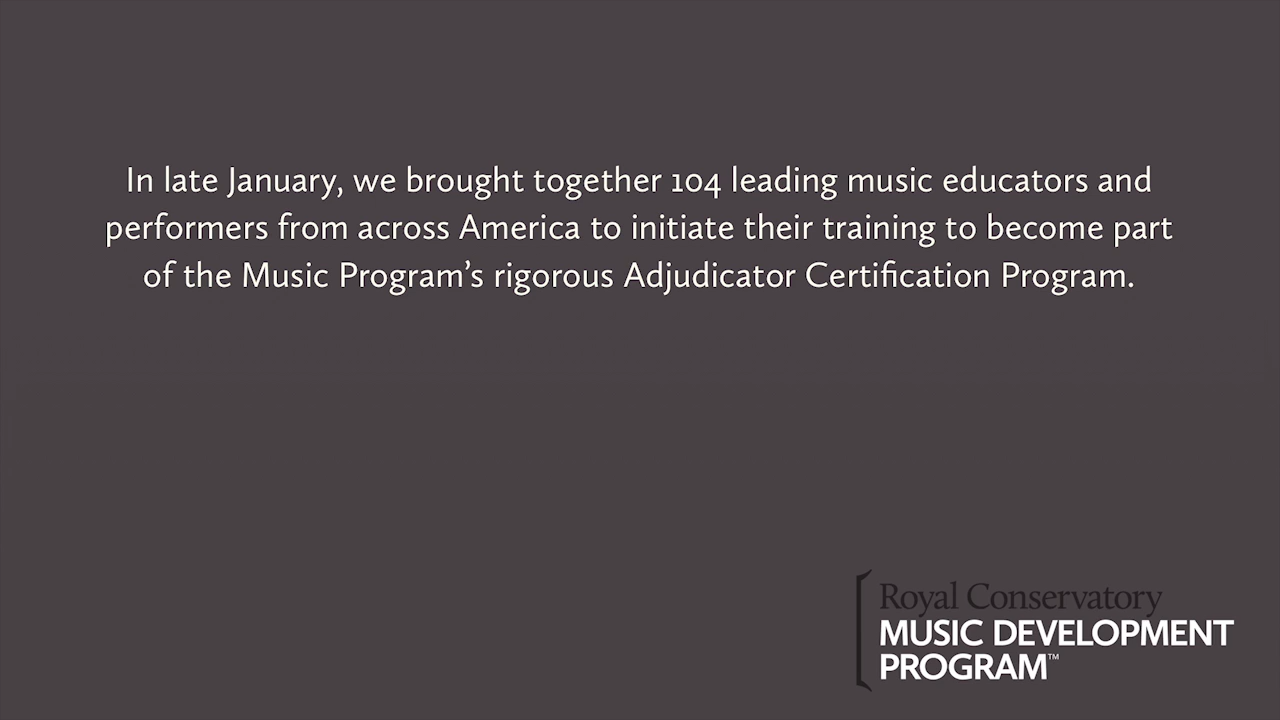 In late January, we brought together 104 leading music educators and
performers from across America to initiate their training to become part
of the Music Program’s rigorous Adjudicator Certification Program.
Royal Conservatory
MUSIC DEVELOPMENT
PROGRAM™